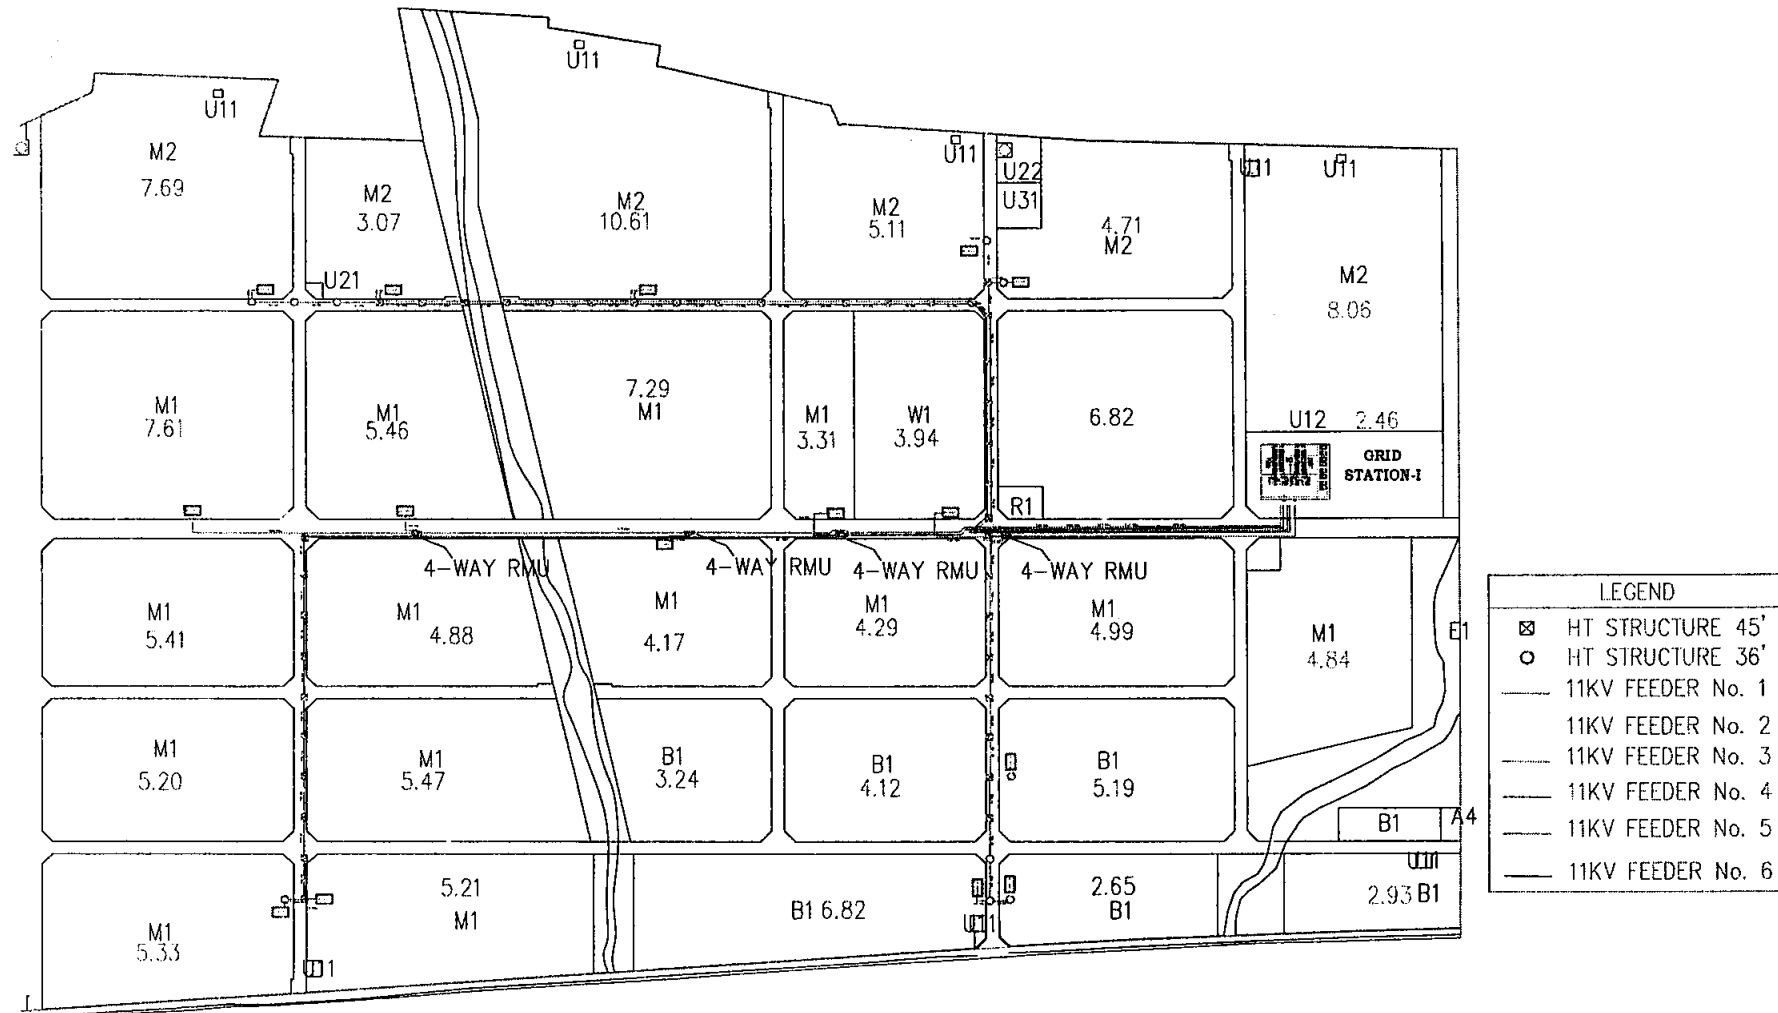 U11
U11
M2
7.69
M2
3.07
M2
10.61
U11
M2
5.11
U22
U31
4.71
M2
U11
U11
M2
8.06
U21
M1
7.61
M1
5.46
7.29
M1
M1
3.31
W1
3.94
6.82
R1
U12 2.46
GRID
STATION-I
4-WAY RMU
4-WAY RMU
4-WAY RMU
4-WAY RMU
M1
5.41
M1
4.88
M1
4.17
M1
4.29
M1
4.99
M1
4.84
E1
M1
5.20
M1
5.47
B1
3.24
B1
4.12
B1
5.19
B1
A4
M1
5.33
U11
5.21
M1
B1 6.82
U11
2.65
B1
2.93 B1
LEGEND
HT STRUCTURE 45'
HT STRUCTURE 36'
11KV FEEDER No. 1
11KV FEEDER No. 2
11KV FEEDER No. 3
11KV FEEDER No. 4
11KV FEEDER No. 5
11KV FEEDER No. 6